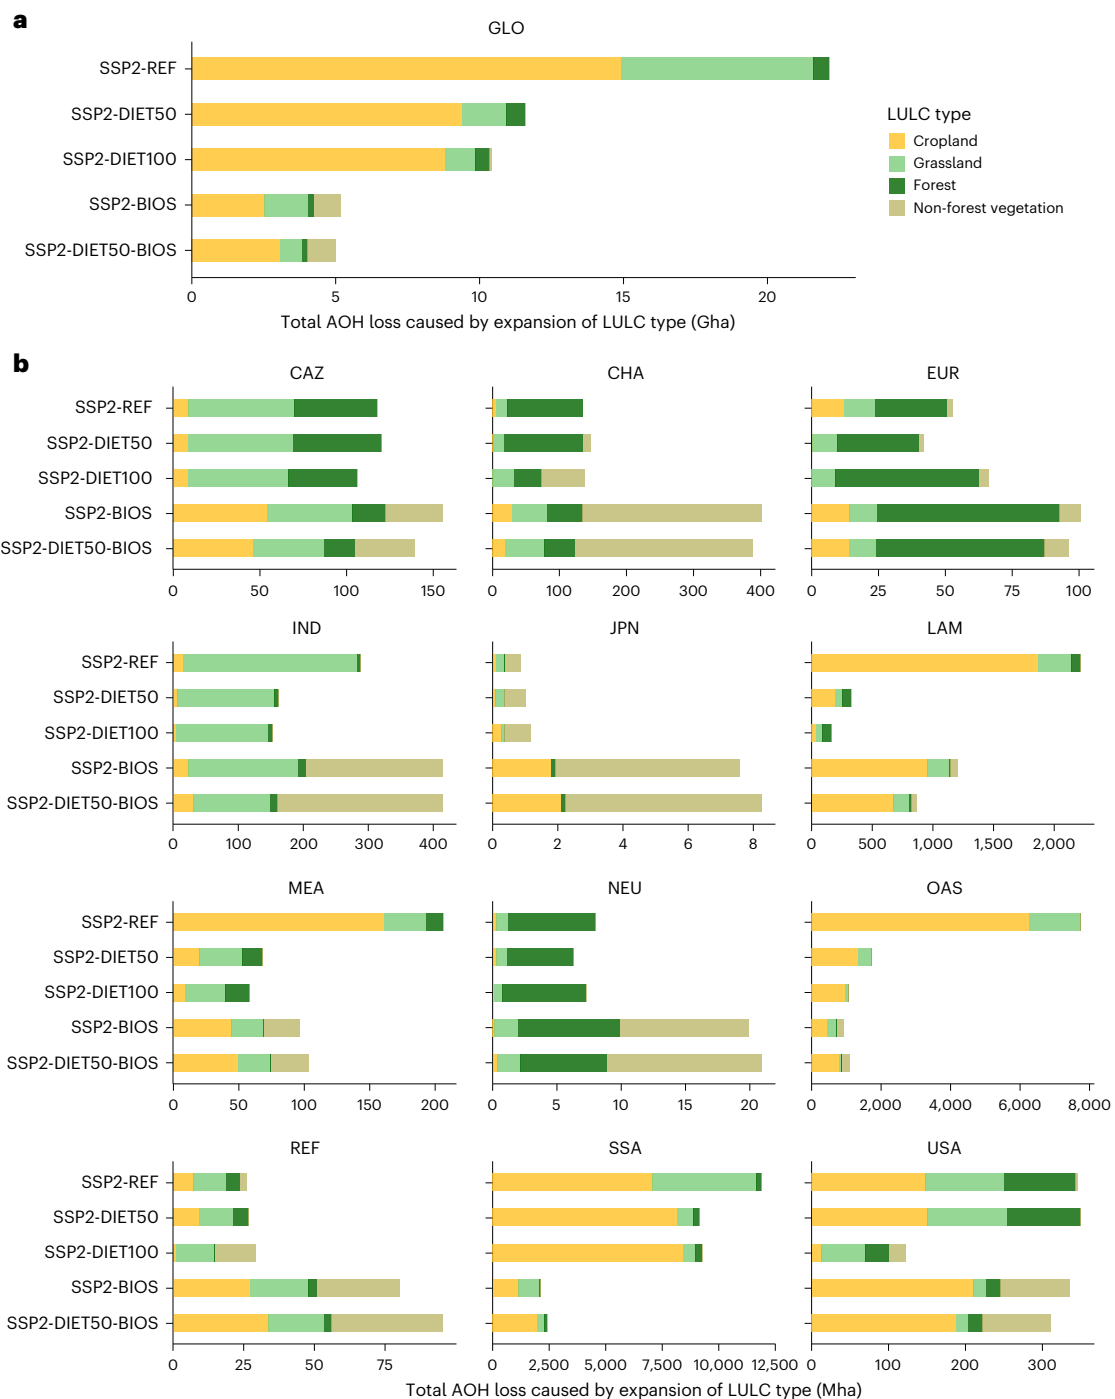 a
GLO
SSP2-REF
SSP2-DIET50
SSP2-DIET100
SSP2-BIOS
SSP2-DIET50-BIOS
0 5 10 15 20
Total AOH loss caused by expansion of LULC type (Gha)
LULC type
Cropland
Grassland
Forest
Non-forest vegetation
b
CAZ CHA EUR
SSP2-REF
SSP2-DIET50
SSP2-DIET100
SSP2-BIOS
SSP2-DIET50-BIOS
0 50 100 150 0 100 200 300 400 0 25 50 75 100
IND JPN LAM
SSP2-REF
SSP2-DIET50
SSP2-DIET100
SSP2-BIOS
SSP2-DIET50-BIOS
0 100 200 300 400 0 2 4 6 8 0 500 1,000 1,500 2,000
MEA NEU OAS
SSP2-REF
SSP2-DIET50
SSP2-DIET100
SSP2-BIOS
SSP2-DIET50-BIOS
0 50 100 150 200 0 5 10 15 20 0 2,000 4,000 6,000 8,000
REF SSA USA
SSP2-REF
SSP2-DIET50
SSP2-DIET100
SSP2-BIOS
SSP2-DIET50-BIOS
0 25 50 75 0 2,500 5,000 7,500 10,000 12,500 0 100 200 300
Total AOH loss caused by expansion of LULC type (Mha)